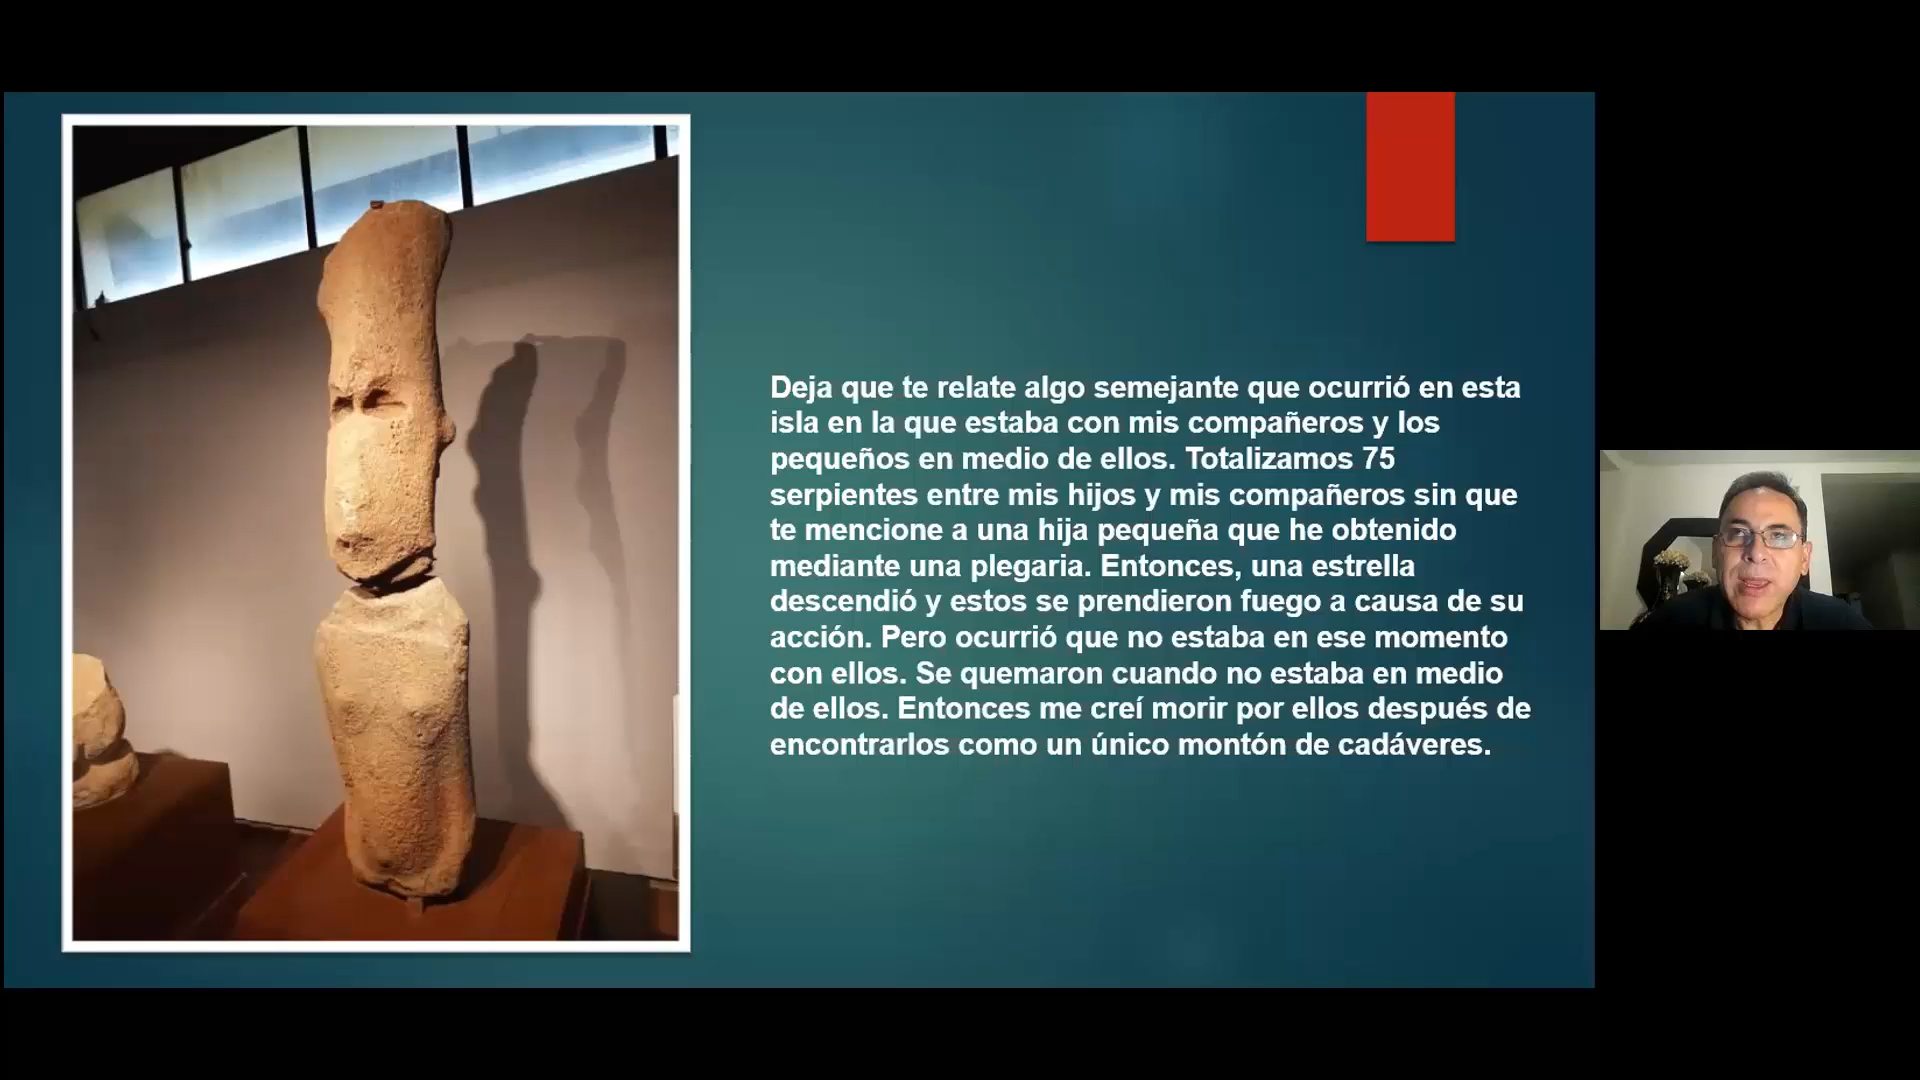 Deja que te relate algo semejante que ocurrió en esta
isla en la que estaba con mis compañeros y los
pequeños en medio de ellos. Totalizamos 75
serpientes entre mis hijos y mis compañeros sin que
te mencione a una hija pequeña que he obtenido
mediante una plegaria. Entonces, una estrella
descendió y estos se prendieron fuego a causa de su
acción. Pero ocurrió que no estaba en ese momento
con ellos. Se quemaron cuando no estaba en medio
de ellos. Entonces me creí morir por ellos después de
encontrarlos como un único montón de cadáveres.